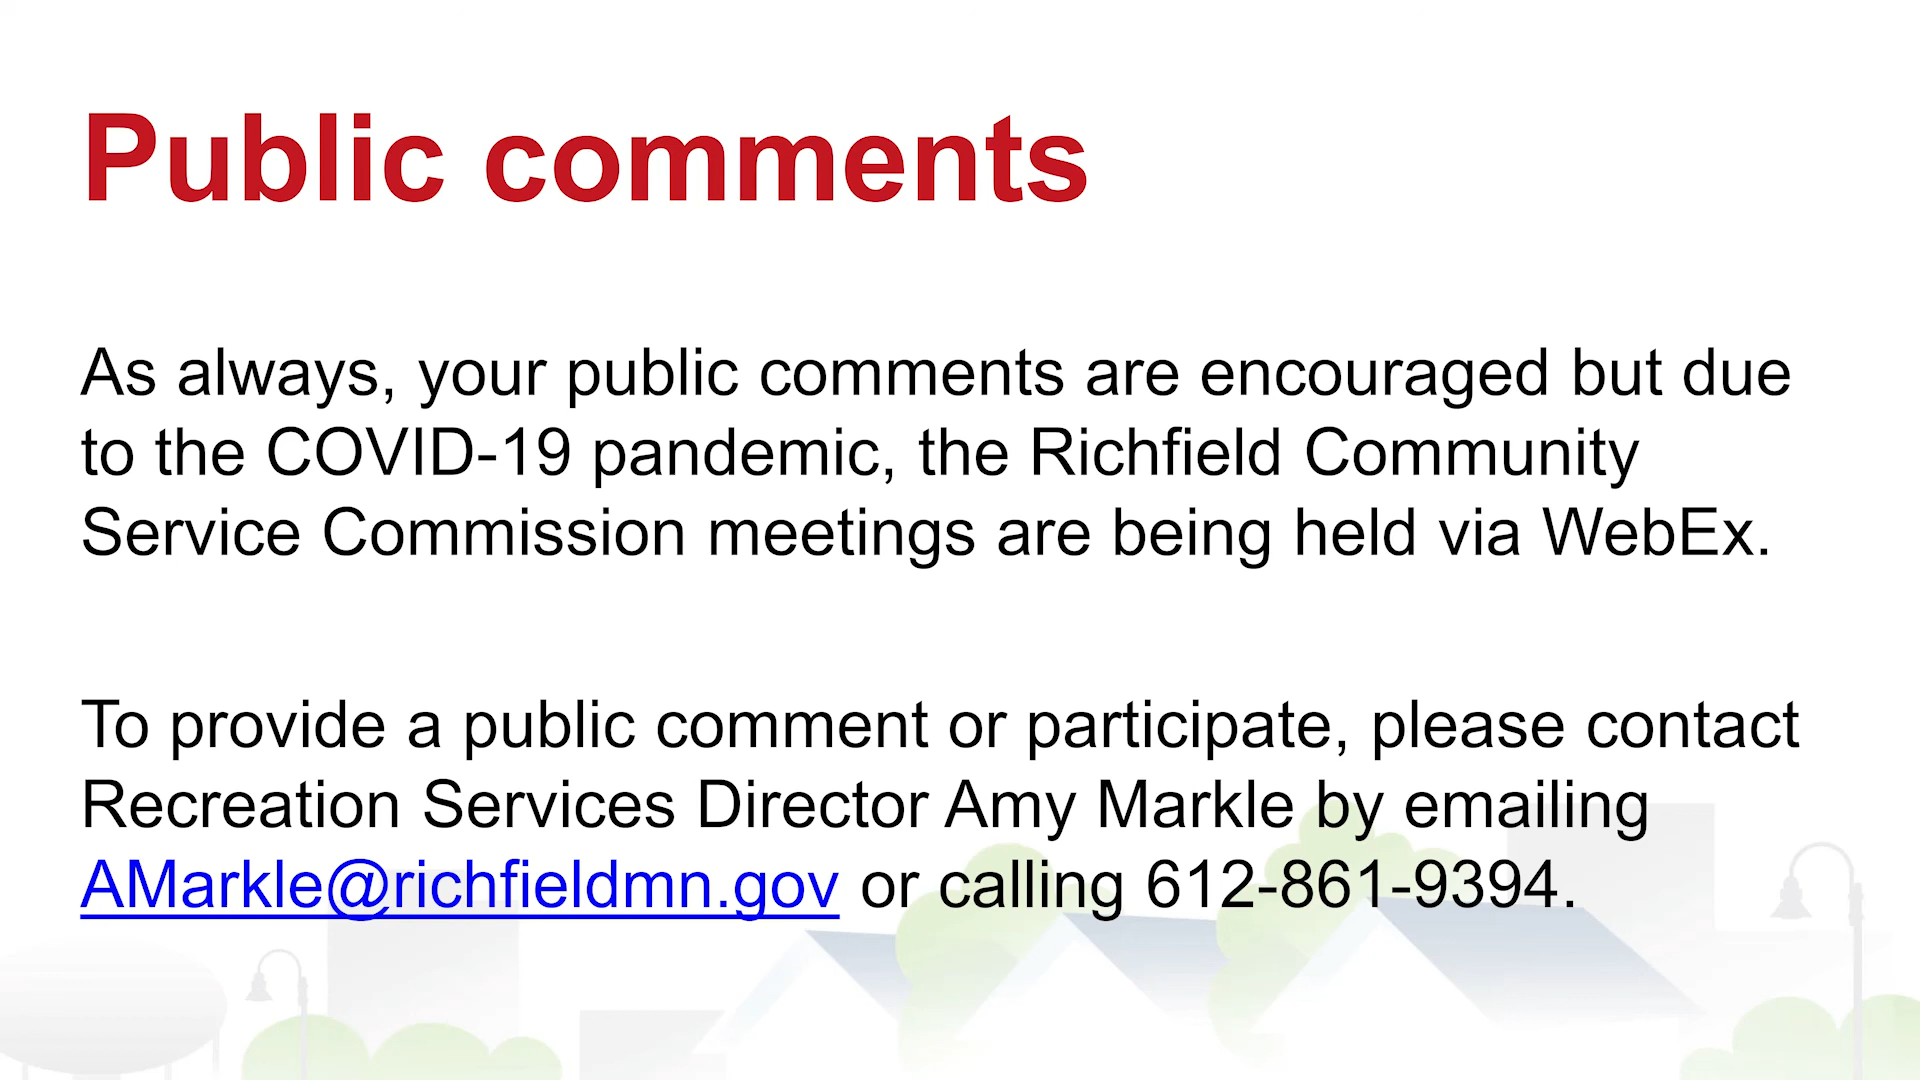 Public comments
As always, your public comments are encouraged but due
to the COVID-19 pandemic, the Richfield Community
Service Commission meetings are being held via WebEx.
To provide a public comment or participate, please contact
Recreation Services Director Amy Markle by emailing
AMarkle@richfieldmn.gov or calling 612-861-9394.